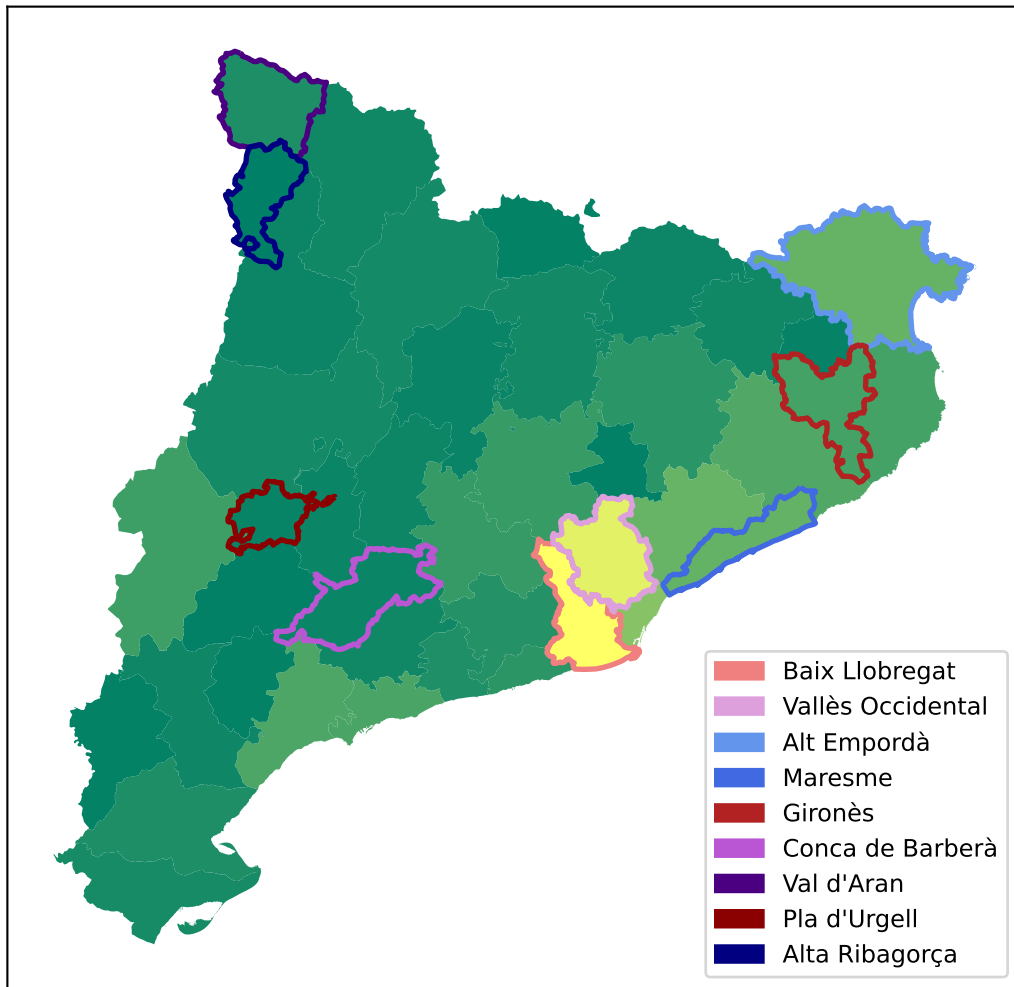 Baix Llobregat
Vallès Occidental
Alt Empordà
Maresme
Gironès
Conca de Barberà
Val d'Aran
Pla d'Urgell
Alta Ribagorça